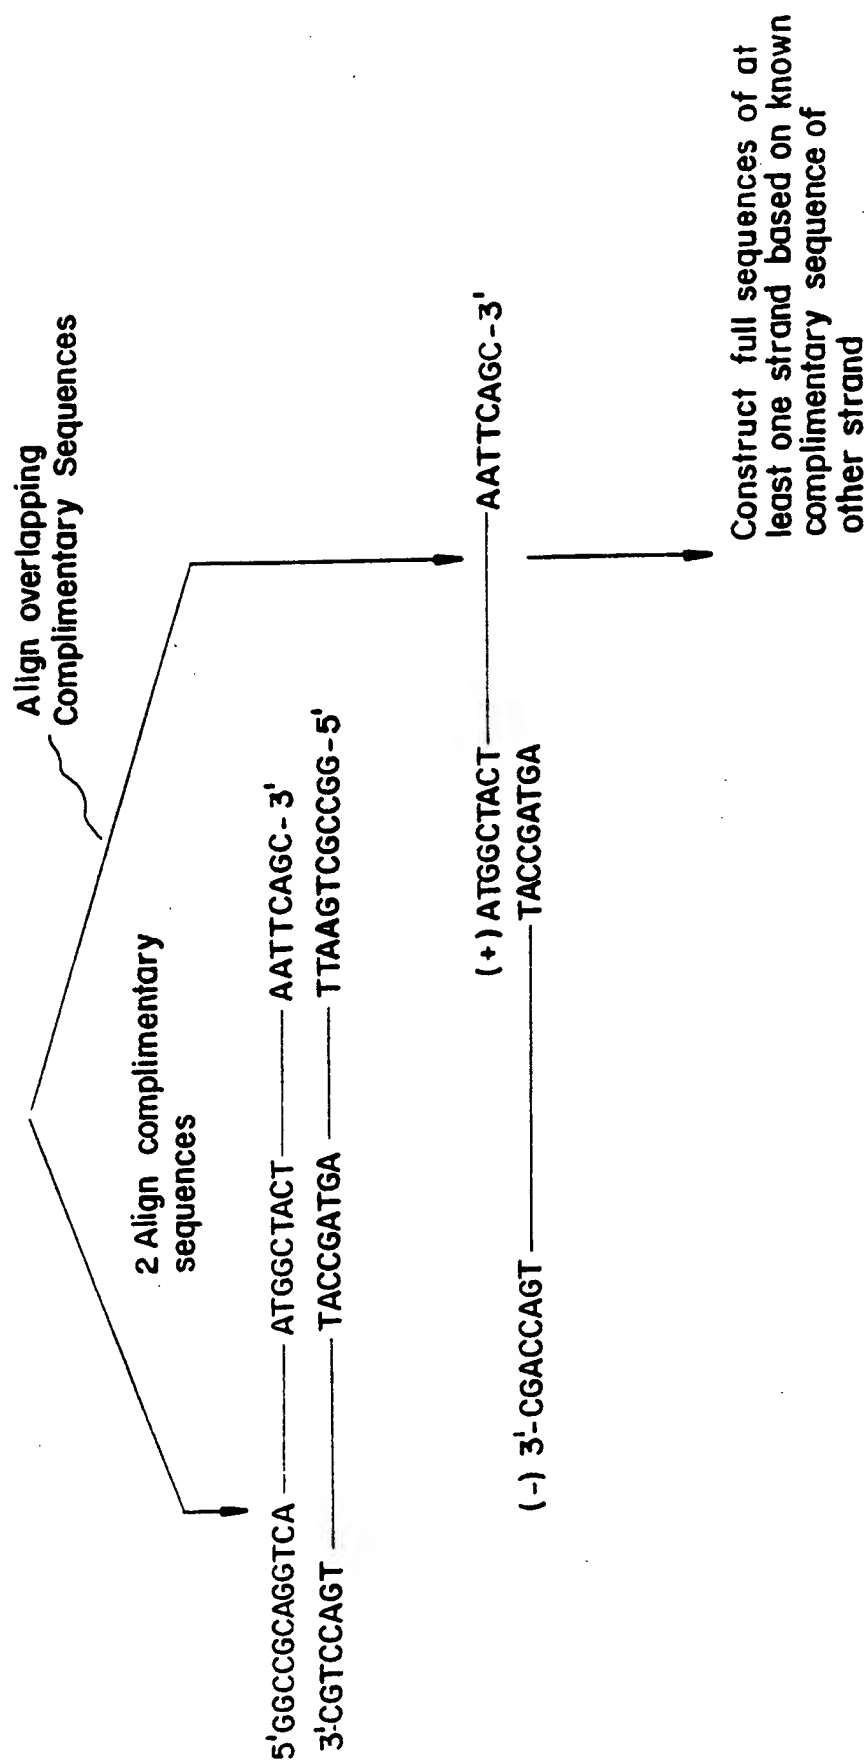 Align overlapping
Complimentary Sequences
2 Align complimentary
sequences
5'GGCCGCAGGTCA ATGGCTACT AATTCAGC-3'
3'-CGTCCAGT TACCGATGA TTAAGTCGCCGG-5'
(+) ATGGCTACT AATTCAGC-3'
(-) 3'-CGACCAGT TACCGATGA
Construct full sequences of at
least one strand based on known
complimentary sequence of
other strand